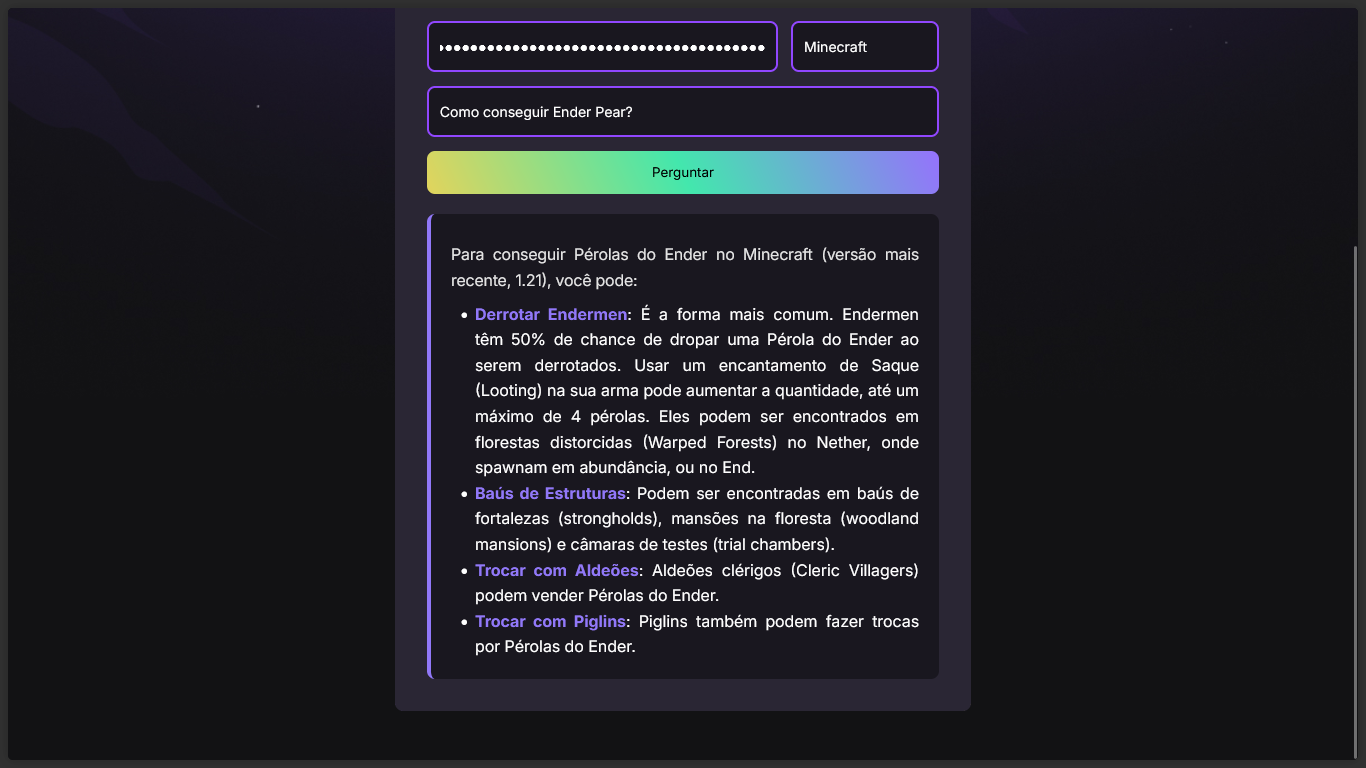 Minecraft
Como conseguir Ender Pear?
Perguntar
Para conseguir Pérolas do Ender no Minecraft (versão mais
recente, 1.21), você pode:
Derrotar Endermen: É a forma mais comum. Endermen
têm 50% de chance de dropar uma Pérola do Ender ao
serem derrotados. Usar um encantamento de Saque
(Looting) na sua arma pode aumentar a quantidade, até um
máximo de 4 pérolas. Eles podem ser encontrados em
florestas distorcidas (Warped Forests) no Nether, onde
spawnam em abundância, ou no End.
Baús de Estruturas: Podem ser encontradas em baús de
fortalezas (strongholds), mansões na floresta (woodland
mansions) e câmaras de testes (trial chambers).
Trocar com Aldeões: Aldeões clérigos (Cleric Villagers)
podem vender Pérolas do Ender.
Trocar com Piglins: Piglins também podem fazer trocas
por Pérolas do Ender.